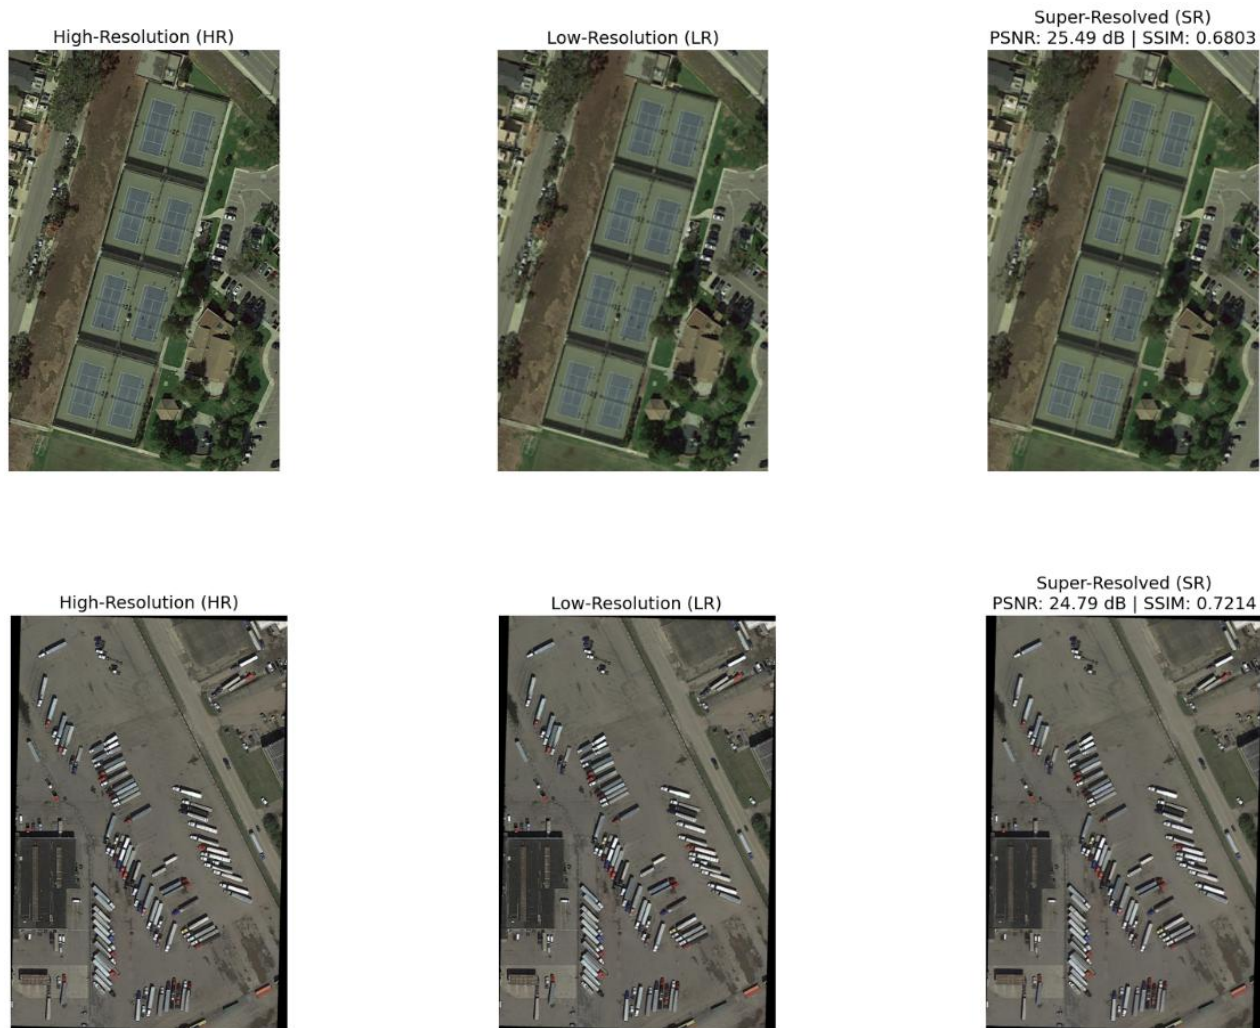 High-Resolution (HR)
Low-Resolution (LR)
Super-Resolved (SR)
PSNR: 25.49 dB | SSIM: 0.6803
High-Resolution (HR)
Low-Resolution (LR)
Super-Resolved (SR)
PSNR: 24.79 dB | SSIM: 0.7214